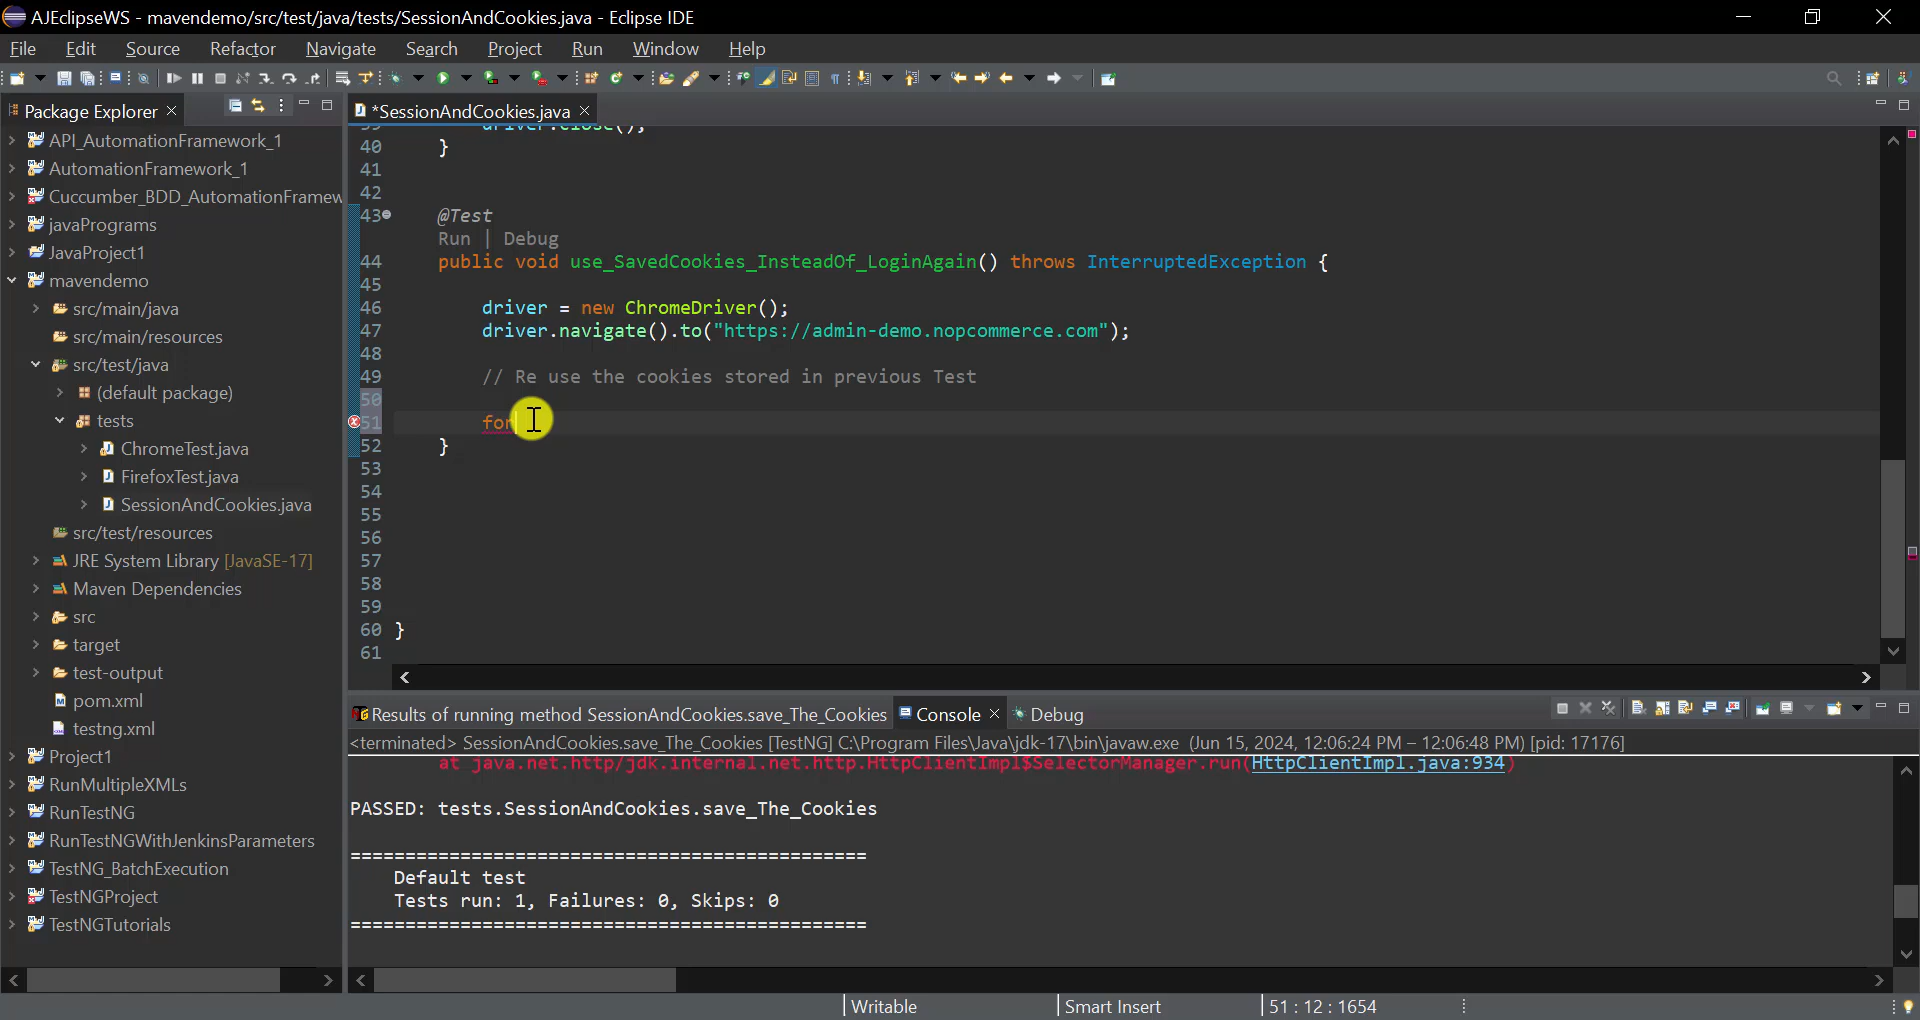 AJEclipseWS - mavendemo/src/test/java/tests/SessionAndCookies.java - Eclipse IDE
File Edit Source Refactor Navigate Search Project Run Window Help
Package Explorer
*SessionAndCookies.java
API_AutomationFramework_1
AutomationFramework_1
Cuccumber_BDD_AutomationFramew
javaPrograms
JavaProject1
mavendemo
src/main/java
src/main/resources
src/test/java
(default package)
tests
ChromeTest.java
FirefoxTest.java
SessionAndCookies.java
src/test/resources
JRE System Library [JavaSE-17]
Maven Dependencies
src
target
test-output
pom.xml
testng.xml
Project1
RunMultipleXMLs
RunTestNG
RunTestNGWithJenkinsParameters
TestNG_BatchExecution
TestNGProject
TestNGTutorials
39 driver.close();
40 }
41
42
43 @Test
Run | Debug
44 public void use_SavedCookies_InsteadOf_LoginAgain() throws InterruptedException {
45
46 driver = new ChromeDriver();
47 driver.navigate().to("https://admin-demo.nopcommerce.com");
48
49 // Re use the cookies stored in previous Test
50
51 for
52 }
53
54
55
56
57
58
59
60 }
61
Results of running method SessionAndCookies.save_The_Cookies Console Debug
<terminated> SessionAndCookies.save_The_Cookies [TestNG] C:\Program Files\Java\jdk-17\bin\javaw.exe (Jun 15, 2024, 12:06:24 PM – 12:06:48 PM) [pid: 17176]
at java.net.http/jdk.internal.net.http.HttpClientImpl$SelectorManager.run(HttpClientImpl.java:934)
PASSED: tests.SessionAndCookies.save_The_Cookies
===============================================
Default test
Tests run: 1, Failures: 0, Skips: 0
===============================================
Writable Smart Insert 51 : 12 : 1654